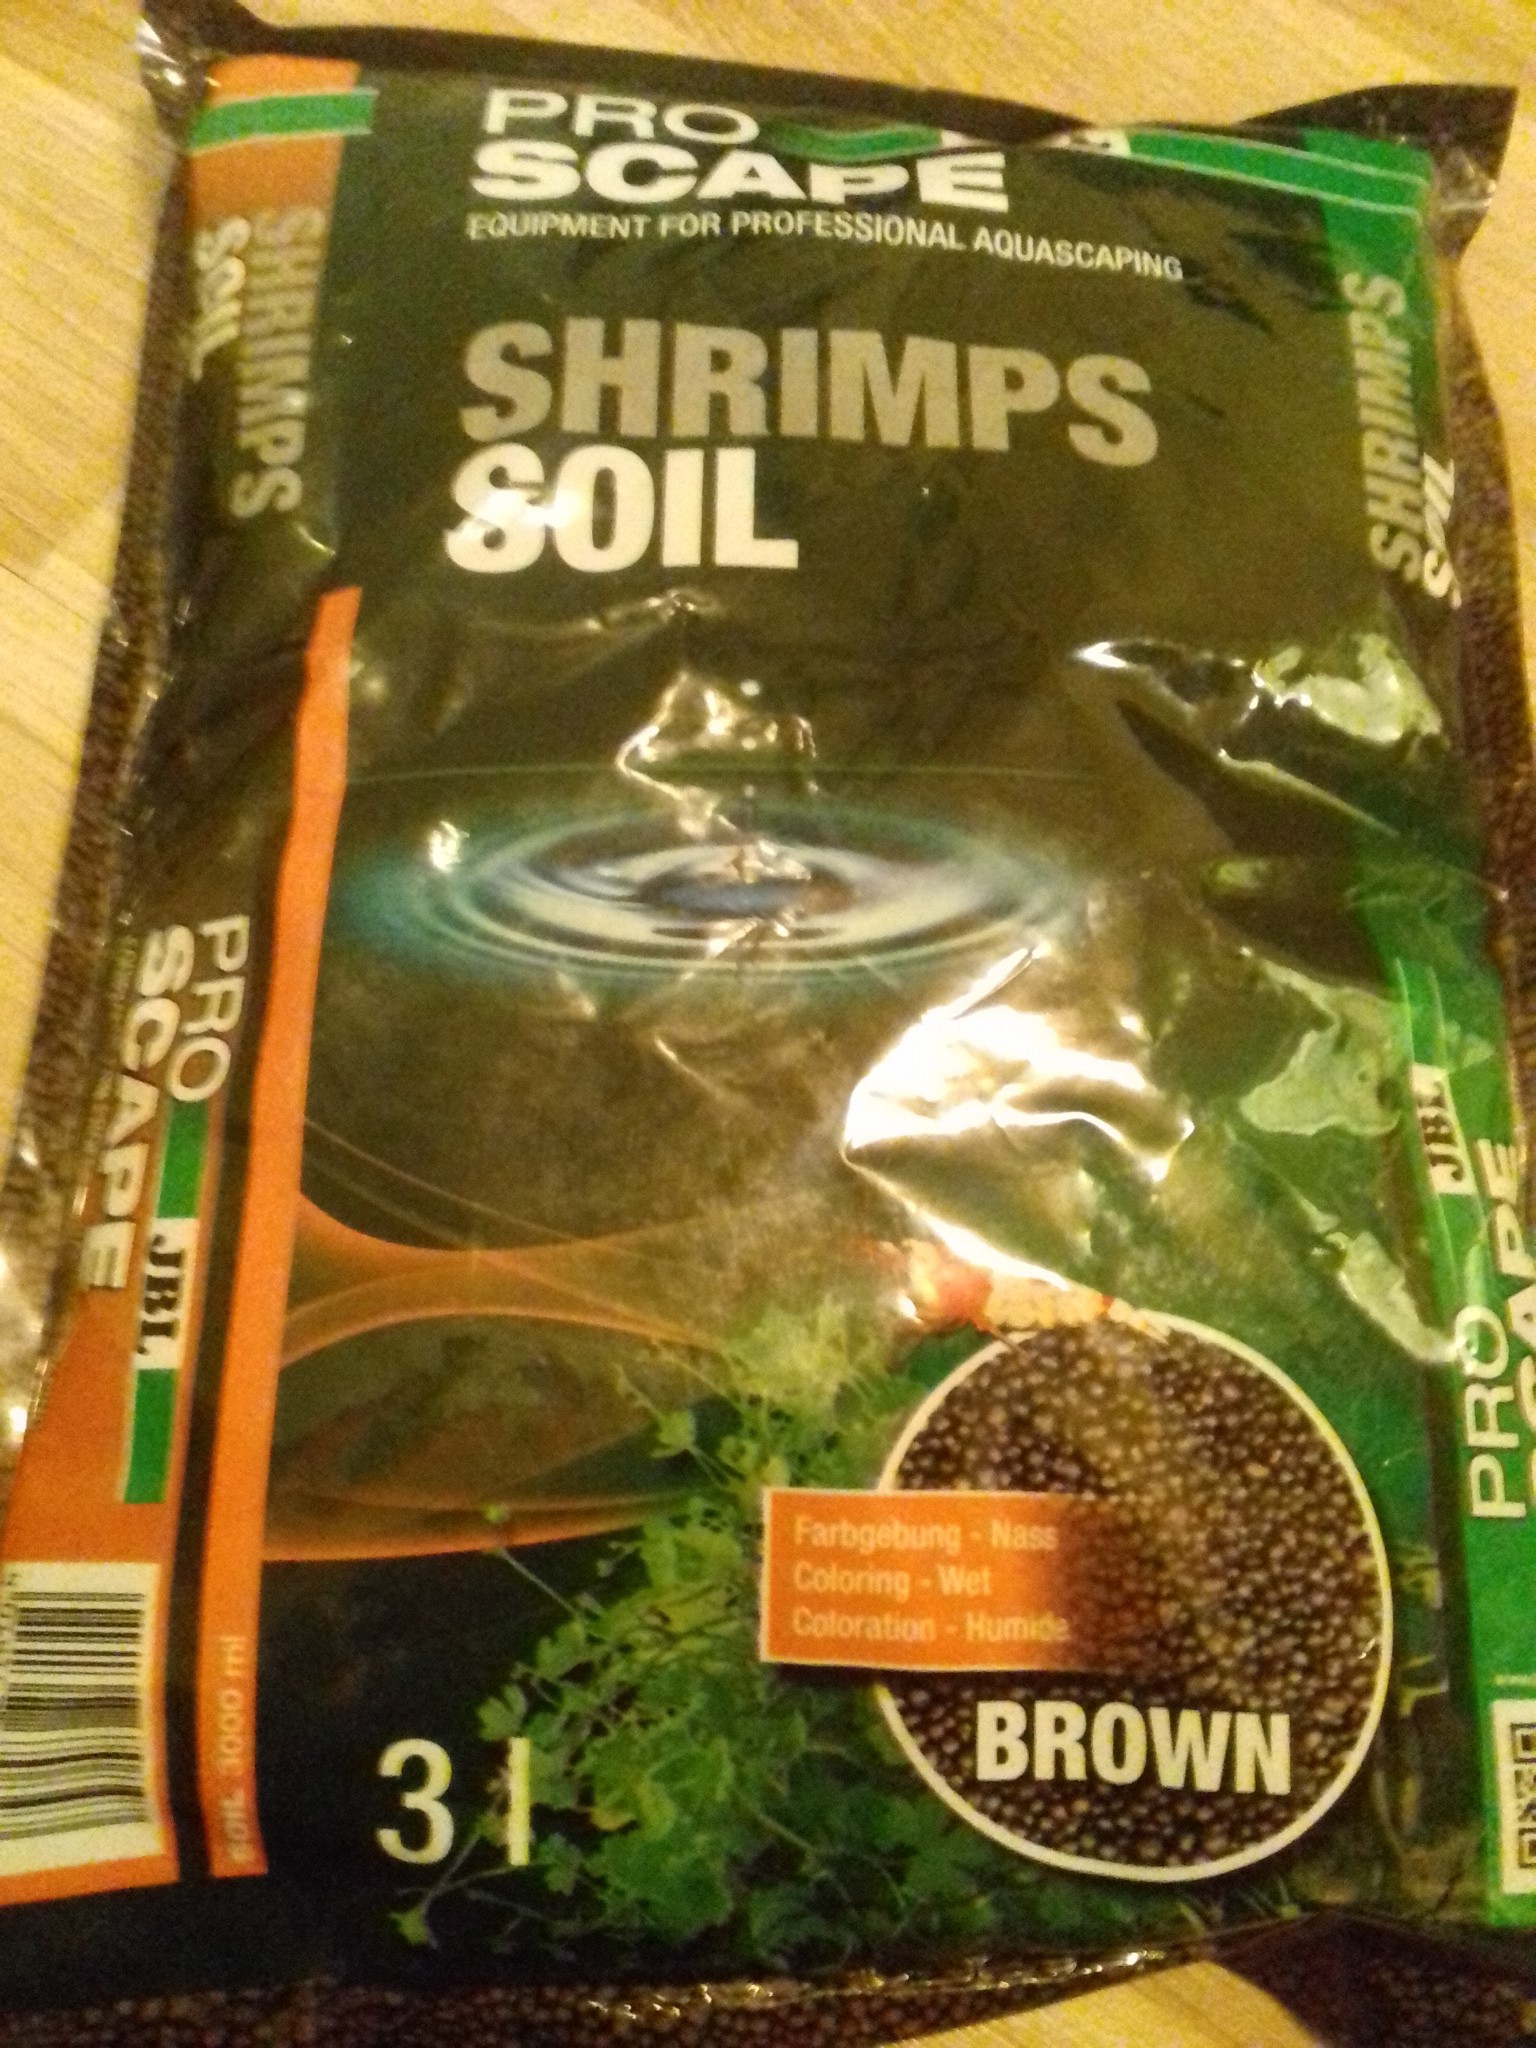 PRO
SCAPE
EQUIPMENT FOR PROFESSIONAL AQUASCAPING
SHRIMPS
SOIL
SHRIMPS
SOIL
SHRIMPS
SOIL
PRO
SCAPE
JBL
JBL
PRO
Farbgebung - Nass
Coloring - Wet
Coloration - Humide
BROWN
3 l